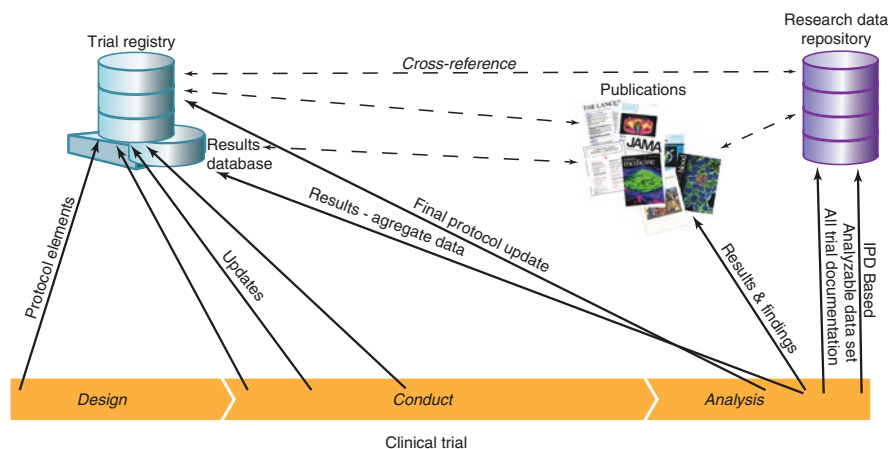 Trial registry
Research data
repository
Cross-reference
Publications
THE LANCET
BMJ
JAMA
medicine
blood
Results
database
Protocol elements
Updates
Results - agregate data
Final protocol update
Results & findings
All trial documentation
Analyzable data set
IPD Based
Design
Conduct
Analysis
Clinical trial